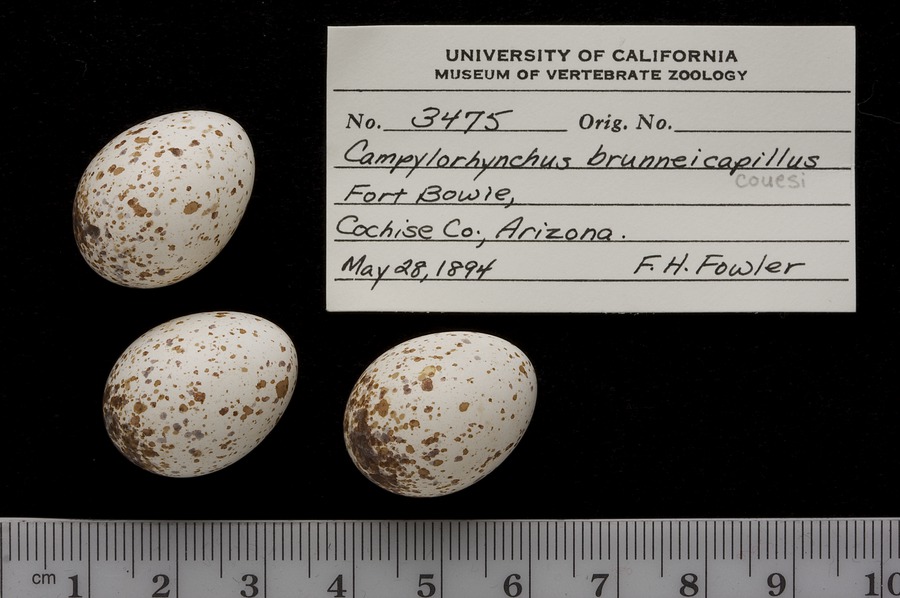 UNIVERSITY OF CALIFORNIA
MUSEUM OF VERTEBRATE ZOOLOGY
No. 3475 Orig. No.
Campylorhynchus brunneicapillus
couesi
Fort Bowie,
Cochise Co., Arizona.
May 28, 1894 F. H. Fowler
cm 1 2 3 4 5 6 7 8 9 10